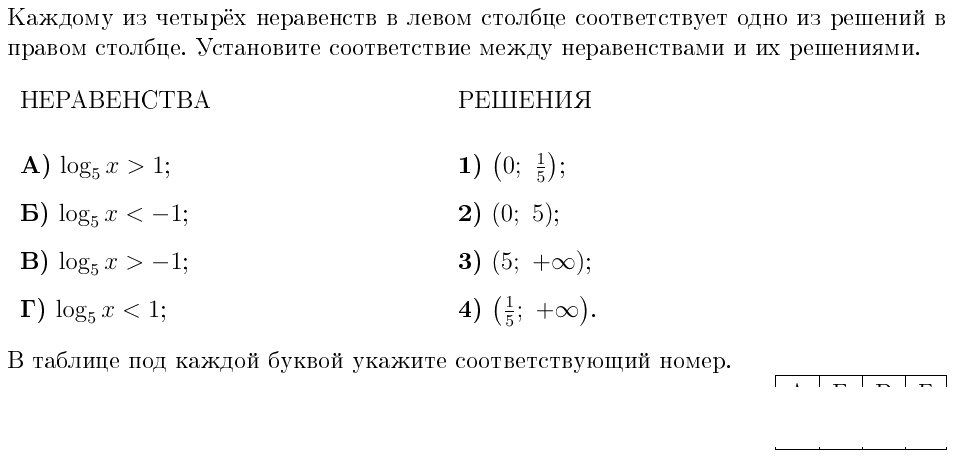 Каждому из четырёх неравенств в левом столбце соответствует одно из решений в
правом столбце. Установите соответствие между неравенствами и их решениями.
НЕРАВЕНСТВА РЕШЕНИЯ
А) log₅ x > 1; 1) (0; 1/5);
Б) log₅ x < −1; 2) (0; 5);
В) log₅ x > −1; 3) (5; +∞);
Г) log₅ x < 1; 4) (1/5; +∞).
В таблице под каждой буквой укажите соответствующий номер.